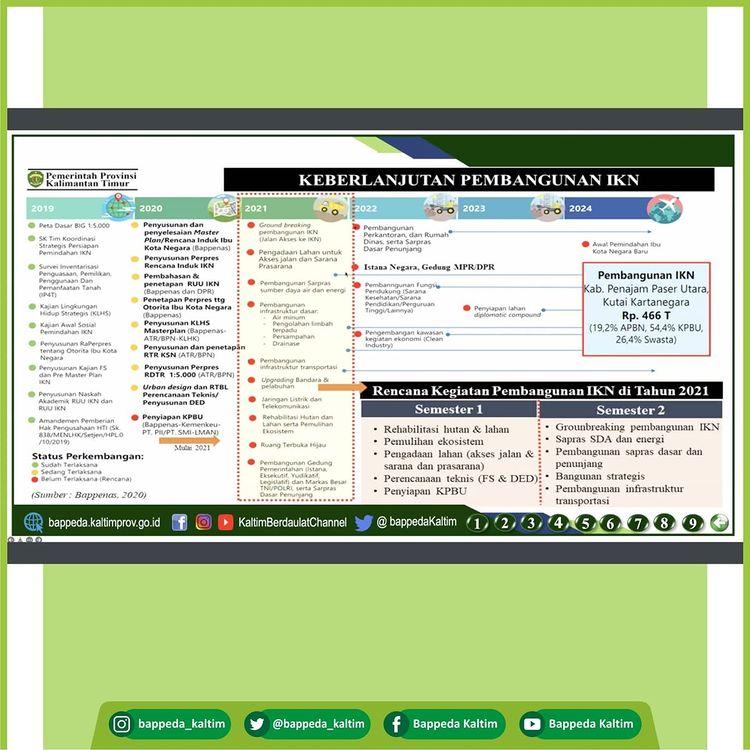 Pemerintah Provinsi
Kalimantan Timur
KEBERLANJUTAN PEMBANGUNAN IKN
2019
Peta Dasar BIG 1:5.000
SK Tim Koordinasi
Strategis Persiapan
Pemindahan IKN
Survei Inventarisasi
Penguasaan, Pemilikan,
Penggunaan Dan
Pemanfaatan Tanah
(IP4T)
Kajian Lingkungan
Hidup Strategis (KLHS)
Kajian Awal Sosial
Pemindahan IKN
Penyusunan RaPerpres
tentang Otorita Ibu Kota
Negara
Penyusunan Kajian FS
dan Pre Master Plan
IKN
Penyusunan Naskah
Akademik RUU IKN dan
RUU IKN
Amandemen Pemberian
Hak Pengusahaan HTI (SK.
838/MENLHK/Setjen/HPL.0
/10/2019)
Status Perkembangan:
Sudah Terlaksana
Sedang Terlaksana
Belum Terlaksana (Rencana)
(Sumber : Bappenas, 2020)
2020
Penyusunan dan
penyelesaian Master
Plan/Rencana Induk Ibu
Kota Negara (Bappenas)
Penyusunan Perpres
Rencana Induk IKN
Pembahasan &
penetapan RUU IKN
(Bappenas dan DPR)
Penetapan Perpres ttg
Otorita Ibu Kota Negara
(Bappenas)
Penyusunan KLHS
Masterplan (Bappenas-
ATR/BPN-KLHK)
Penyusunan dan penetapan
RTR KSN (ATR/BPN)
Penyusunan Perpres
RDTR 1:5.000 (ATR/BPN)
Urban design dan RTBL
Perencanaan Teknis/
Penyusunan DED
Penyiapan KPBU
(Bappenas-Kemenkeu-
PT. PII/PT. SMI-LMAN)
Mulai 2021
2021
Ground breaking
pembangunan IKN
(Jalan Akses ke IKN)
Pengadaan Lahan untuk
Akses jalan dan Sarana
Prasarana
Pembangunan Sarpras
sumber daya air dan energi
Pembangunan
infrastruktur dasar:
- Air minum
- Pengolahan limbah
terpadu
- Persampahan
- Drainase
Pembangunan
infrastruktur transportasi
Upgrading Bandara &
pelabuhan
Jaringan Listrik dan
Telekomunikasi
Rehabilitasi Hutan dan
Lahan serta Pemulihan
Ekosistem
Ruang Terbuka Hijau
Pembangunan Gedung
Pemerintahan (Istana,
Eksekutif, Yudikatif,
Legislatif) dan Markas Besar
TNI/POLRI, serta Sarpras
Dasar Penunjang
2022
Pembangunan
Perkantoran, dan Rumah
Dinas, serta Sarpras
Dasar Penunjang
Istana Negara, Gedung MPR/DPR
Pembangunan Fungsi
Pendukung (Sarana
Kesehatan/Sarana
Pendidikan/Perguruan
Tinggi/Lainnya)
Pengembangan kawasan
kegiatan ekonomi (Clean
Industry)
2023
Penyiapan lahan
diplomatic compound
2024
Awal Pemindahan Ibu
Kota Negara Baru
Pembangunan IKN
Kab. Penajam Paser Utara,
Kutai Kartanegara
Rp. 466 T
(19,2% APBN, 54,4% KPBU,
26,4% Swasta)
Rencana Kegiatan Pembangunan IKN di Tahun 2021
Semester 1
• Rehabilitasi hutan & lahan
• Pemulihan ekosistem
• Pengadaan lahan (akses jalan &
sarana dan prasarana)
• Perencanaan teknis (FS & DED)
• Penyiapan KPBU
Semester 2
• Grounbreaking pembangunan IKN
• Sapras SDA dan energi
• Pembangunan sapras dasar dan
penunjang
• Bangunan strategis
• Pembangunan infrastruktur
transportasi
bappeda.kaltimprov.go.id KaltimBerdaulatChannel @ bappedaKaltim 1 2 3 4 5 6 7 8 9
bappeda_kaltim @bappeda_kaltim Bappeda Kaltim Bappeda Kaltim